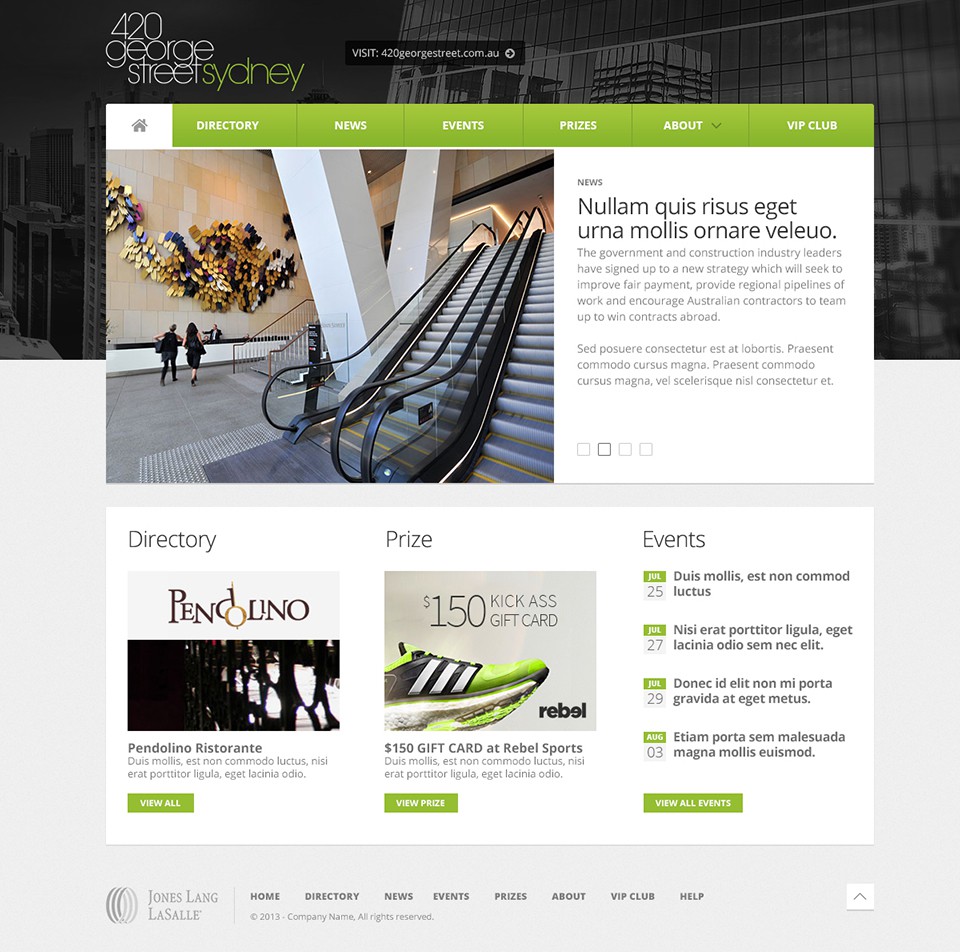 420
george
street sydney
VISIT: 420georgestreet.com.au
DIRECTORY NEWS EVENTS PRIZES ABOUT VIP CLUB
NEWS
Nullam quis risus eget
urna mollis ornare veleuo.
The government and construction industry leaders
have signed up to a new strategy which will seek to
improve fair payment, provide regional pipelines of
work and encourage Australian contractors to team
up to win contracts abroad.
Sed posuere consectetur est at lobortis. Praesent
commodo cursus magna. Praesent commodo
cursus magna, vel scelerisque nisl consectetur et.
Directory
PENDOLINO
Pendolino Ristorante
Duis mollis, est non commodo luctus, nisi
erat porttitor ligula, eget lacinia odio.
VIEW ALL
Prize
$150 KICK ASS
GIFT CARD
rebel
$150 GIFT CARD at Rebel Sports
Duis mollis, est non commodo luctus, nisi
erat porttitor ligula, eget lacinia odio.
VIEW PRIZE
Events
JUL
25
Duis mollis, est non commod
luctus
JUL
27
Nisi erat porttitor ligula, eget
lacinia odio sem nec elit.
JUL
29
Donec id elit non mi porta
gravida at eget metus.
AUG
03
Etiam porta sem malesuada
magna mollis euismod.
VIEW ALL EVENTS
JONES LANG
LASALLE®
HOME DIRECTORY NEWS EVENTS PRIZES ABOUT VIP CLUB HELP
© 2013 - Company Name, All rights reserved.